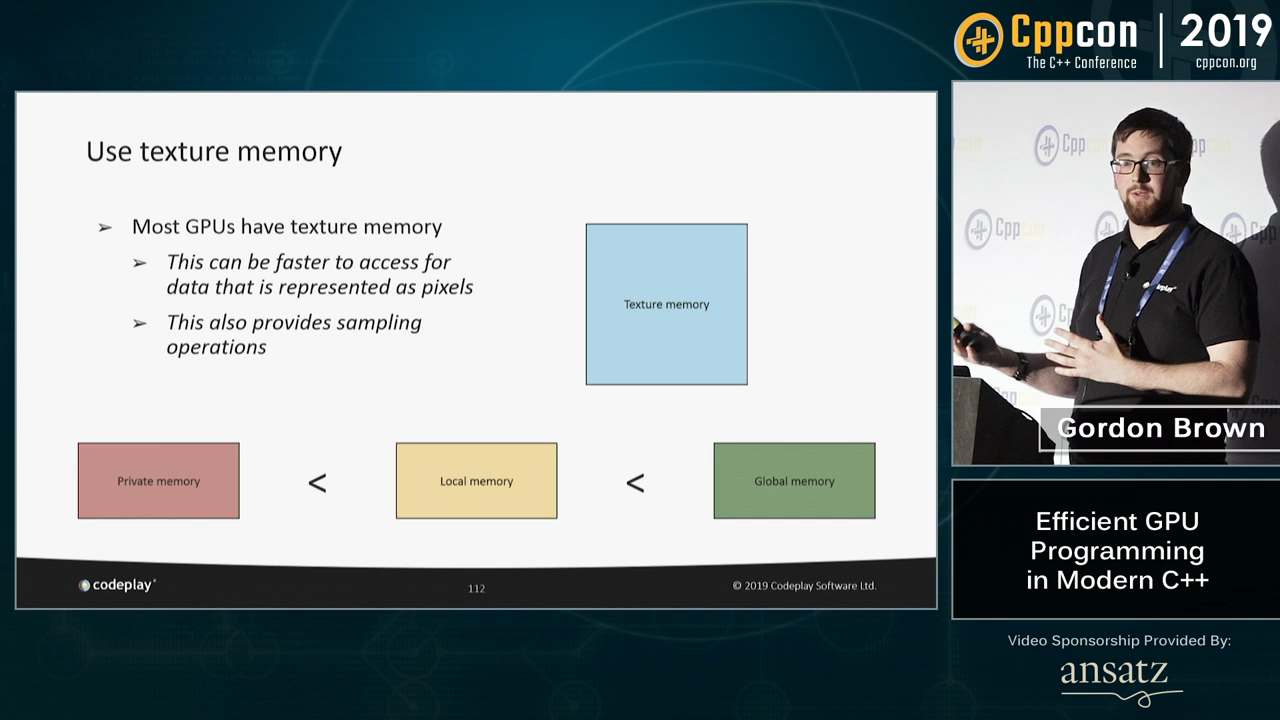 Cppcon
The C++ Conference
2019
cppcon.org
Use texture memory
➢ Most GPUs have texture memory
➢ This can be faster to access for
data that is represented as pixels
➢ This also provides sampling
operations
Texture memory
Private memory
<
Local memory
<
Global memory
codeplay
112
© 2019 Codeplay Software Ltd.
Cpp
Cpp
Gordon Brown
Efficient GPU
Programming
in Modern C++
Video Sponsorship Provided By:
ansatz